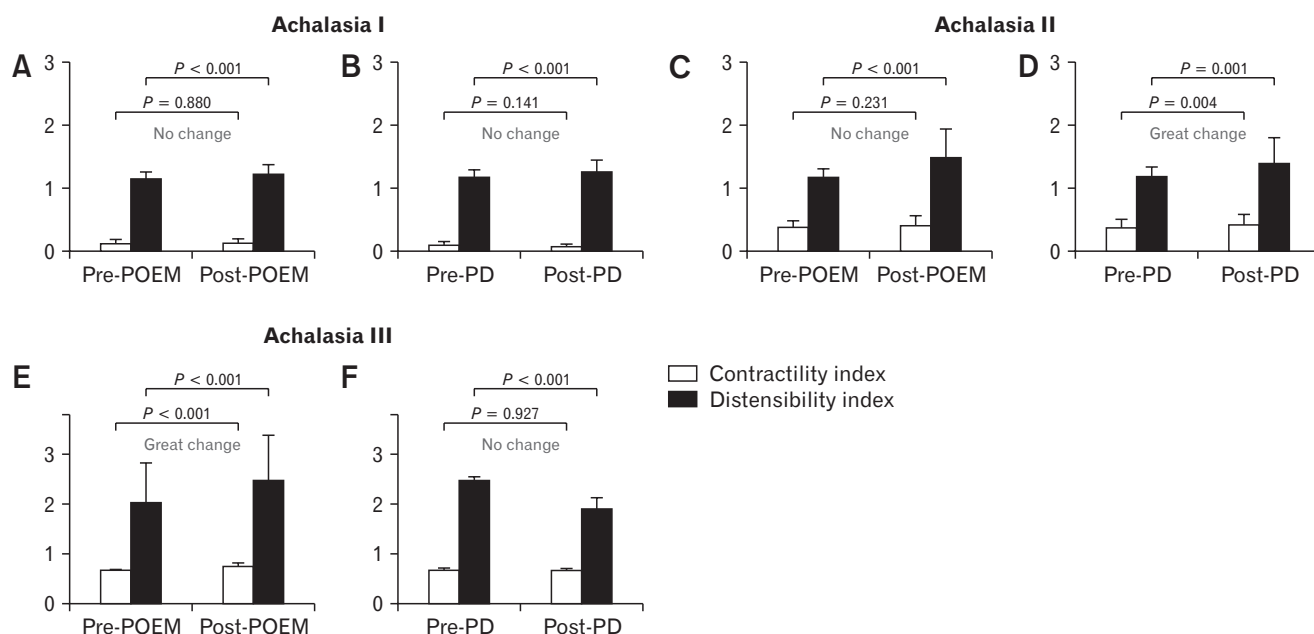 Achalasia I
A
3
2
1
0
P < 0.001
P = 0.880
No change
Pre-POEM Post-POEM
B
3
2
1
0
P < 0.001
P = 0.141
No change
Pre-PD Post-PD
Achalasia II
C
3
2
1
0
P < 0.001
P = 0.231
No change
Pre-POEM Post-POEM
D
3
2
1
0
P = 0.001
P = 0.004
Great change
Pre-PD Post-PD
Achalasia III
E
3
2
1
0
P < 0.001
P < 0.001
Great change
Pre-POEM Post-POEM
F
3
2
1
0
P < 0.001
P = 0.927
No change
Pre-PD Post-PD
Contractility index
Distensibility index